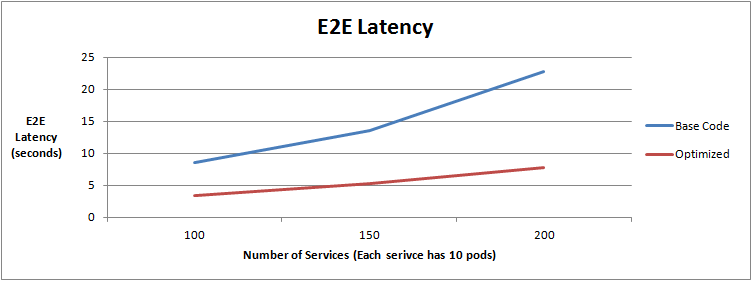 E2E Latency
25
20
15
10
5
0
E2E
Latency
(seconds)
100
150
200
Number of Services (Each serivce has 10 pods)
Base Code
Optimized